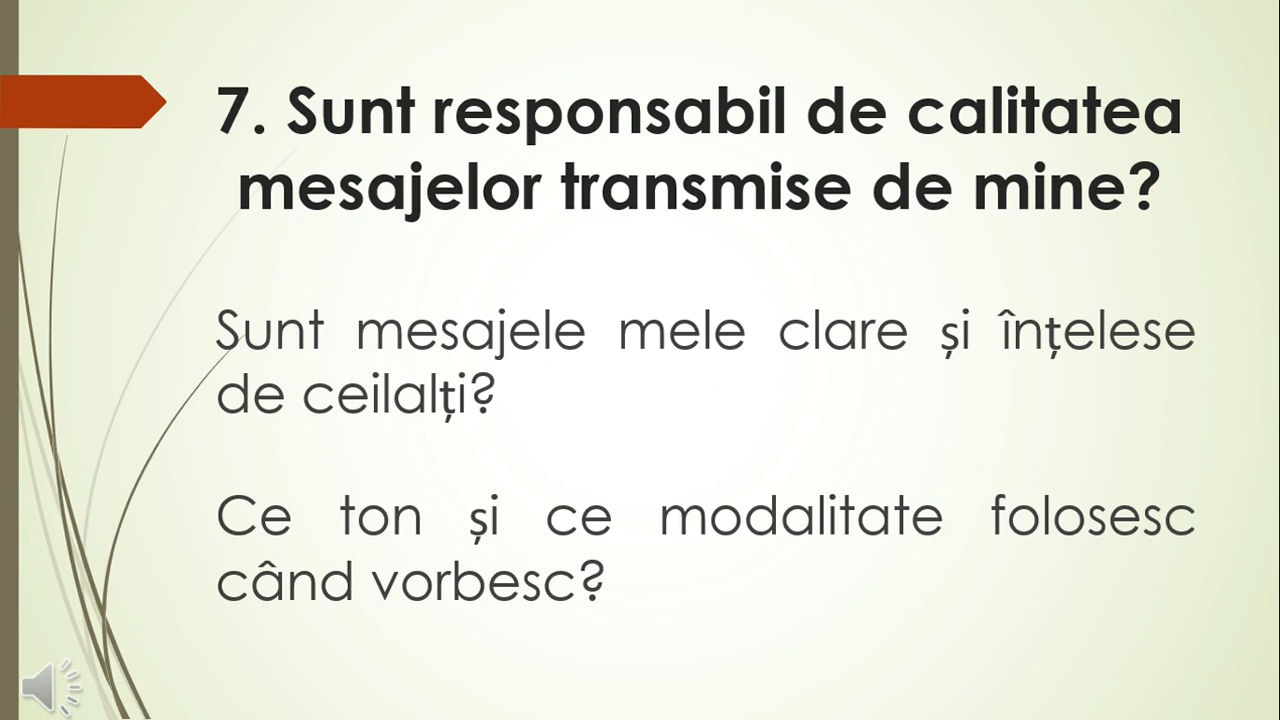 7. Sunt responsabil de calitatea
mesajelor transmise de mine?
Sunt mesajele mele clare și înțelese
de ceilalți?
Ce ton și ce modalitate folosesc
când vorbesc?